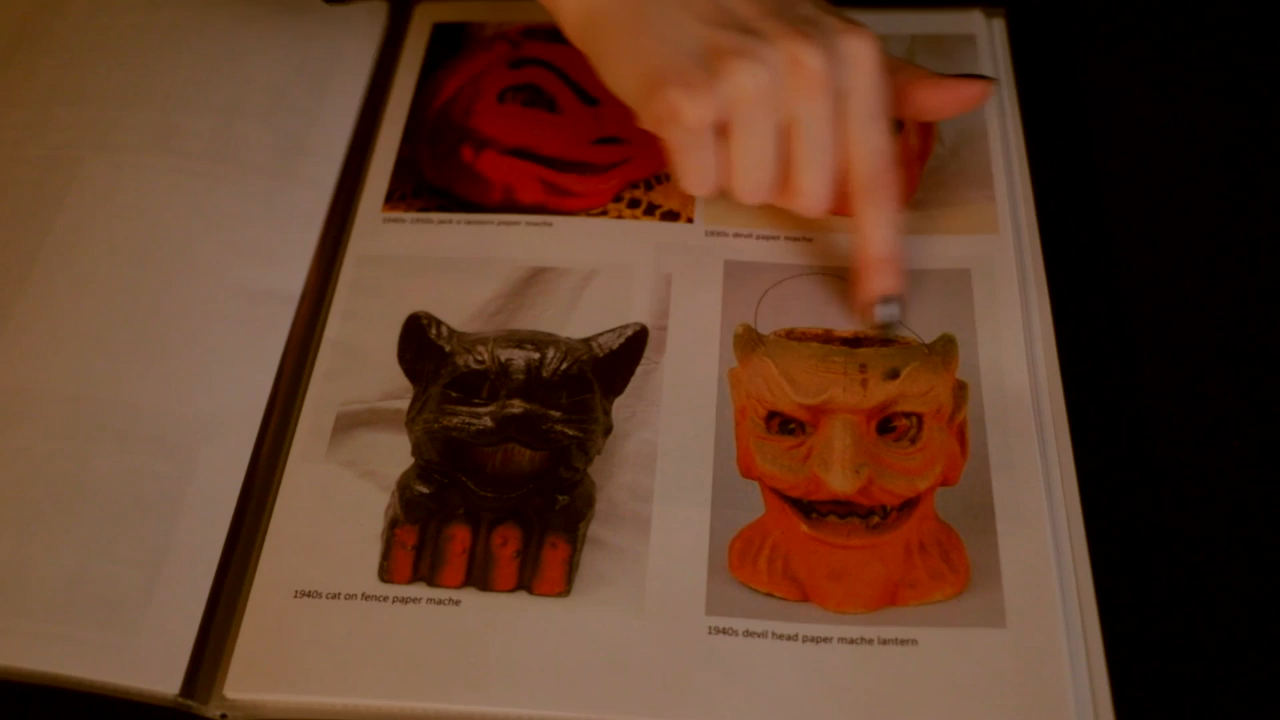 1940s-1950s jack o lantern paper mache
1930s devil paper mache
1940s cat on fence paper mache
1940s devil head paper mache lantern